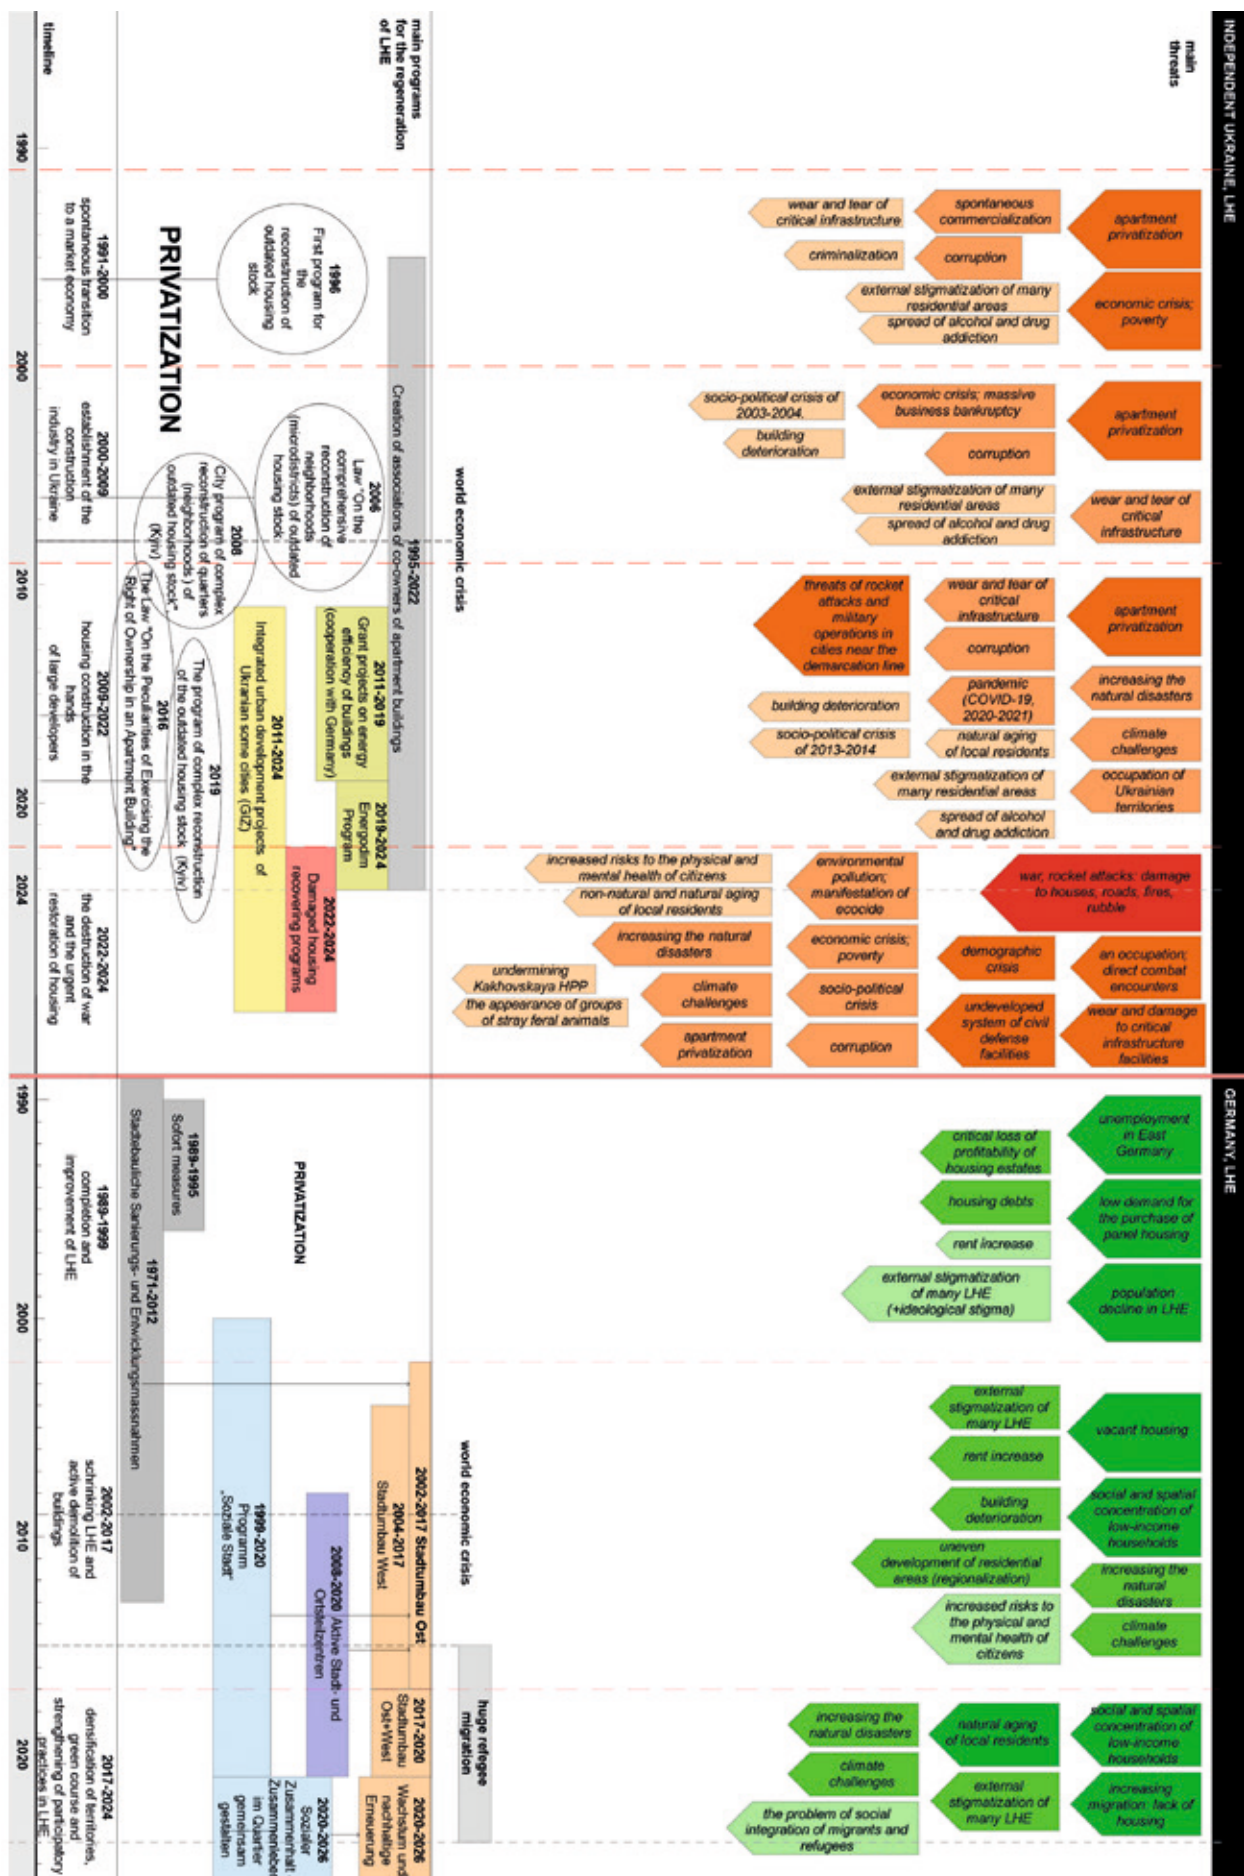 INDEPENDENT UKRAINE, LHE
main
threats
apartment
privatization
economic crisis;
poverty
spontaneous
commercialization
corruption
wear and tear of
critical infrastructure
criminalization
external stigmatization of many
residential areas
spread of alcohol and drug
addiction
apartment
privatization
wear and tear of
critical
infrastructure
economic crisis; massive
business bankruptcy
corruption
socio-political crisis of
2003-2004.
building
deterioration
external stigmatization of many
residential areas
spread of alcohol and drug
addiction
apartment
privatization
increasing the
natural disasters
climate
challenges
occupation of
Ukrainian
territories
wear and tear of
critical
infrastructure
corruption
pandemic
(COVID-19,
2020-2021)
natural aging
of local residents
threats of rocket
attacks and
military
operations in
cities near the
demarcation line
building deterioration
socio-political crisis
of 2013-2014
external stigmatization of
many residential areas
spread of alcohol
and drug addiction
war, rocket attacks: damage
to houses, roads, fires,
rubble
an occupation;
direct combat
encounters
wear and damage
to critical
infrastructure
facilities
demographic
crisis
undeveloped
system of civil
defense
facilities
environmental
pollution;
manifestation of
ecocide
economic crisis;
poverty
socio-political
crisis
corruption
increased risks to the physical and
mental health of citizens
non-natural and natural aging
of local residents
increasing the natural
disasters
climate
challenges
apartment
privatization
undermining
Kakhovskaya HPP
the appearance of groups
of stray feral animals
world economic crisis
main programs
for the regeneration
of LHE
1995-2022
Creation of associations of co-owners of apartment buildings
1996
First program for
the
reconstruction of
outdated housing
stock
PRIVATIZATION
2006
Law "On the
comprehensive
reconstruction of
neighborhoods
(microdistricts) of outdated
housing stock:
2008
City program of complex
reconstruction of quarters
(neighborhoods ) of
outdated housing stock"
(Kyiv)
2011-2019
Grant projects on energy
efficiency of buildings
(cooperation with Germany)
2019-2024
Energodim
Program
2022-2024
Damaged housing
recovering programs
2011-2024
Integrated urban development projects of
Ukranian some cities (GIZ)
2019
The program of complex reconstruction
of the outdated housing stock (Kyiv)
2016
The Law "On the Peculiarities of Exercising the
Right of Ownership in an Apartment Building"
timeline
1991-2000
spontaneous transition
to a market economy
2000-2009
establishment of the
construction
industry in Ukraine
2009-2022
housing construction in the
hands
of large developers
2022-2024
the destruction of war
and the urgent
restoration of housing
1990
2000
2010
2020
2024
GERMANY, LHE
unemployment
in East
Germany
low demand for
the purchase of
panel housing
population
decline in LHE
critical loss of
profitability of
housing estates
housing debts
rent increase
external stigmatization
of many LHE
(+ideological stigma)
vacant housing
social and spatial
concentration of
low-income
households
increasing the
natural
disasters
climate
challenges
external
stigmatization of
many LHE
rent increase
building
deterioration
uneven
development of residential
areas (regionalization)
increased risks to
the physical and
mental health of
citizens
social and spatial
concentration of
low-income
households
increasing
migration: lack of
housing
natural aging
of local residents
external
stigmatization of
many LHE
increasing the
natural disasters
climate
challenges
the problem of social
integration of migrants and
refugees
world economic crisis
huge refegee
migration
2002-2017 Stadtumbau Ost
2004-2017
Stadtumbau West
2017-2020
Stadtumbau
Ost+West
2020-2026
Wachstum und
nachhaltige
Erneuerung
PRIVATIZATION
2008-2020 Aktive Stadt- und
Ortsteilzentren
1999-2020
Programm
„Soziale Stadt"
2020-2026
Sozialer
Zusammenhalt
Zusammenleben
im Quartier
gemeinsam
gestalten
1989-1995
Sofort measures
1971-2012
Stadtebauliche Sanierungs- und Entwicklungsmassnahmen
1989-1999
completion and
improvement of LHE
2002-2017
schrinking LHE and
active demolition of
buildings
2017-2024
densification of territories,
green course and
strengthening of participatory
practices in LHE
1990
2000
2010
2020